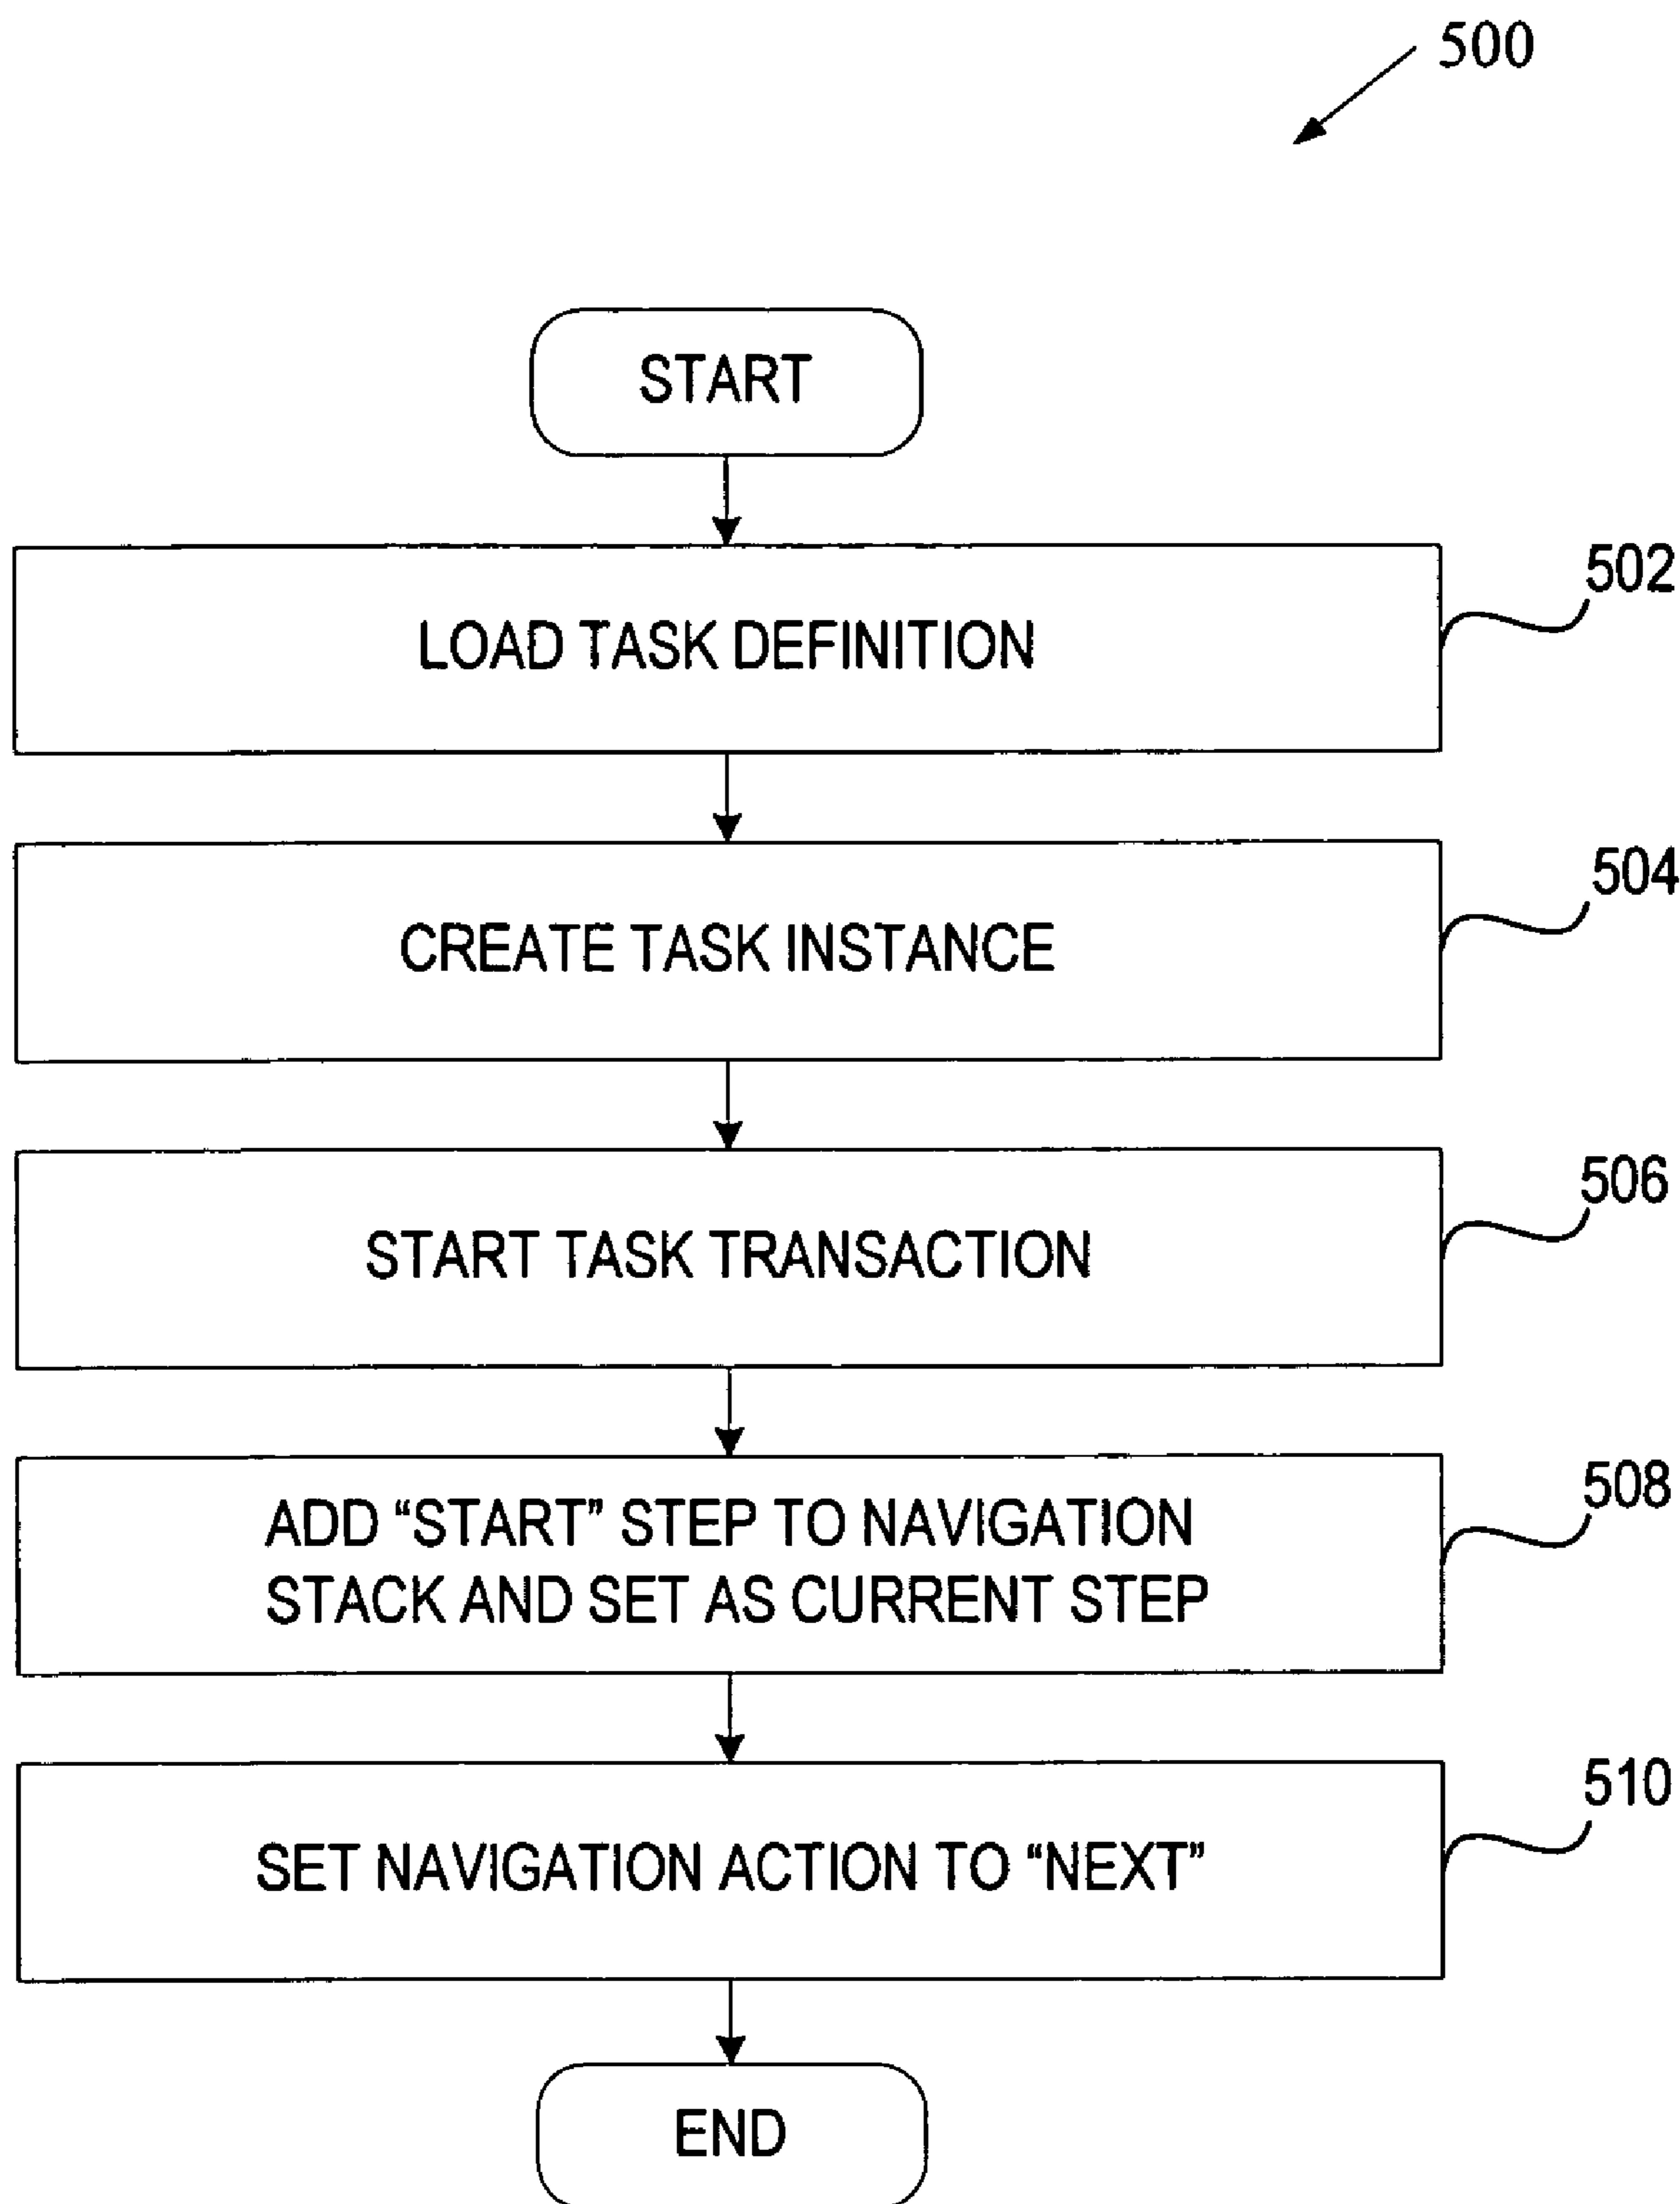 500
START
502
LOAD TASK DEFINITION
504
CREATE TASK INSTANCE
506
START TASK TRANSACTION
508
ADD “START” STEP TO NAVIGATION
STACK AND SET AS CURRENT STEP
510
SET NAVIGATION ACTION TO “NEXT”
END